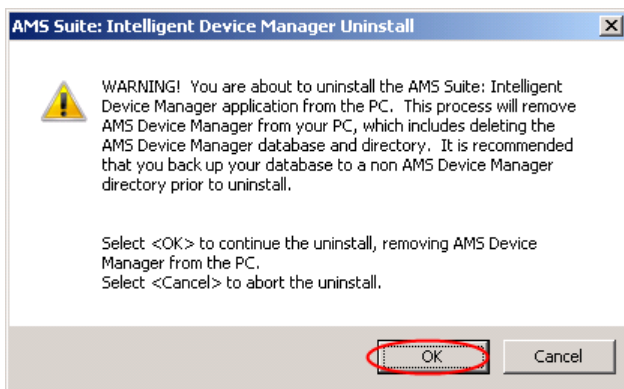 AMS Suite: Intelligent Device Manager Uninstall
WARNING! You are about to uninstall the AMS Suite: Intelligent
Device Manager application from the PC. This process will remove
AMS Device Manager from your PC, which includes deleting the
AMS Device Manager database and directory. It is recommended
that you back up your database to a non AMS Device Manager
directory prior to uninstall.
Select <OK> to continue the uninstall, removing AMS Device
Manager from the PC.
Select <Cancel> to abort the uninstall.
OK
Cancel